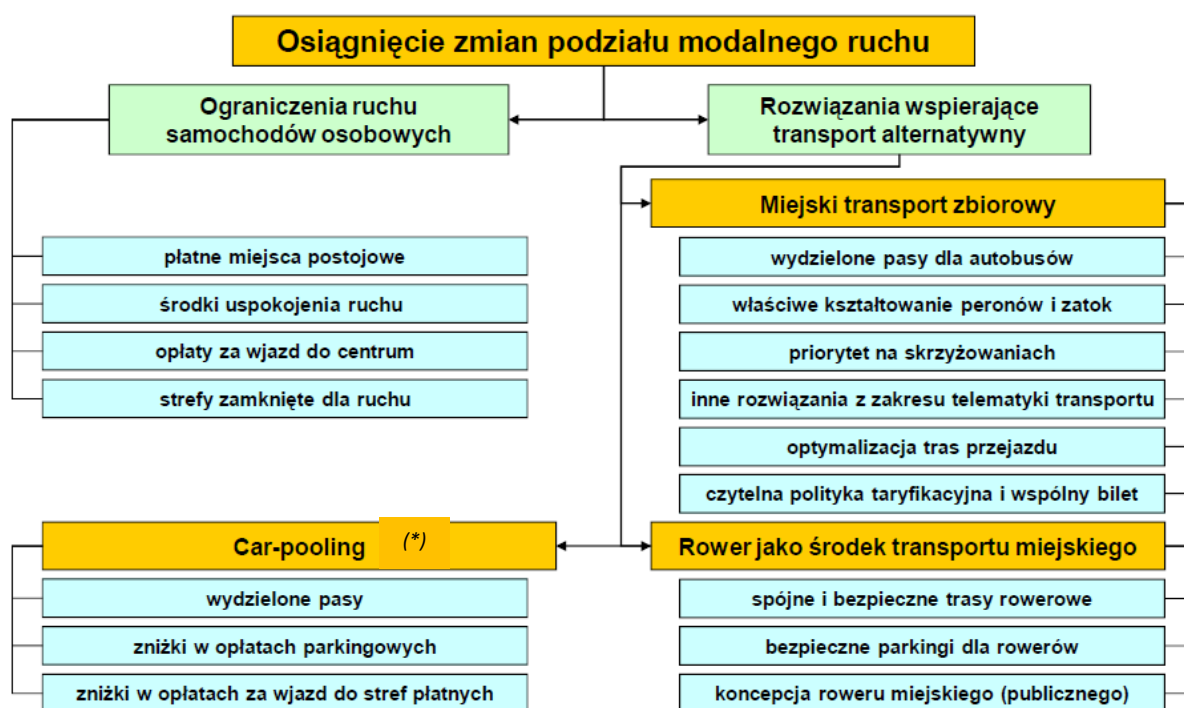 Osiągnięcie zmian podziału modalnego ruchu
Ograniczenia ruchu
samochodów osobowych
Rozwiązania wspierające
transport alternatywny
płatne miejsca postojowe
środki uspokojenia ruchu
opłaty za wjazd do centrum
strefy zamknięte dla ruchu
Miejski transport zbiorowy
wydzielone pasy dla autobusów
właściwe kształtowanie peronów i zatok
priorytet na skrzyżowaniach
inne rozwiązania z zakresu telematyki transportu
optymalizacja tras przejazdu
czytelna polityka taryfikacyjna i wspólny bilet
Car-pooling (*)
wydzielone pasy
zniżki w opłatach parkingowych
zniżki w opłatach za wjazd do stref płatnych
Rower jako środek transportu miejskiego
spójne i bezpieczne trasy rowerowe
bezpieczne parkingi dla rowerów
koncepcja roweru miejskiego (publicznego)